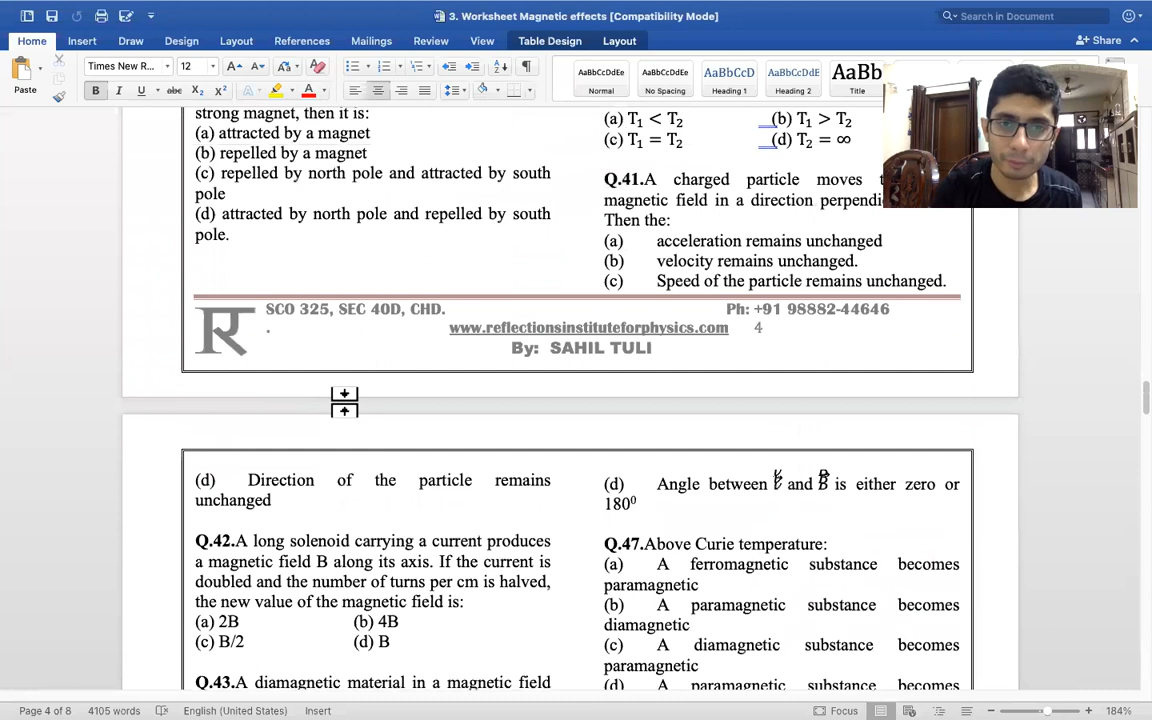 3. Worksheet Magnetic effects [Compatibility Mode]
Search in Document
Home Insert Draw Design Layout References Mailings Review View Table Design Layout
Share
Paste
Times New R... 12
AaBbCcDdEe AaBbCcDdEe AaBbCcD AaBbCcDdE AaBb
Normal No Spacing Heading 1 Heading 2 Title
strong magnet, then it is:
(a) attracted by a magnet
(b) repelled by a magnet
(c) repelled by north pole and attracted by south
pole
(d) attracted by north pole and repelled by south
pole.
(a) T₁ < T₂ (b) T₁ > T₂
(c) T₁ = T₂ (d) T₂ = ∞
Q.41.A charged particle moves
magnetic field in a direction
Then the:
(a) acceleration remains unchanged
(b) velocity remains unchanged.
(c) Speed of the particle remains unchanged.
SCO 325, SEC 40D, CHD. Ph: +91 98882-44646
. www.reflectionsinstituteforphysics.com 4
By: SAHIL TULI
(d) Direction of the particle remains
unchanged
Q.42.A long solenoid carrying a current produces
a magnetic field B along its axis. If the current is
doubled and the number of turns per cm is halved,
the new value of the magnetic field is:
(a) 2B (b) 4B
(c) B/2 (d) B
Q.43.A diamagnetic material in a magnetic field
(d) Angle between and is either zero or
180⁰
Q.47.Above Curie temperature:
(a) A ferromagnetic substance becomes
paramagnetic
(b) A paramagnetic substance becomes
diamagnetic
(c) A diamagnetic substance becomes
paramagnetic
(d) A paramagnetic substance becomes
Page 4 of 8 4105 words English (United States) Insert Focus 184%